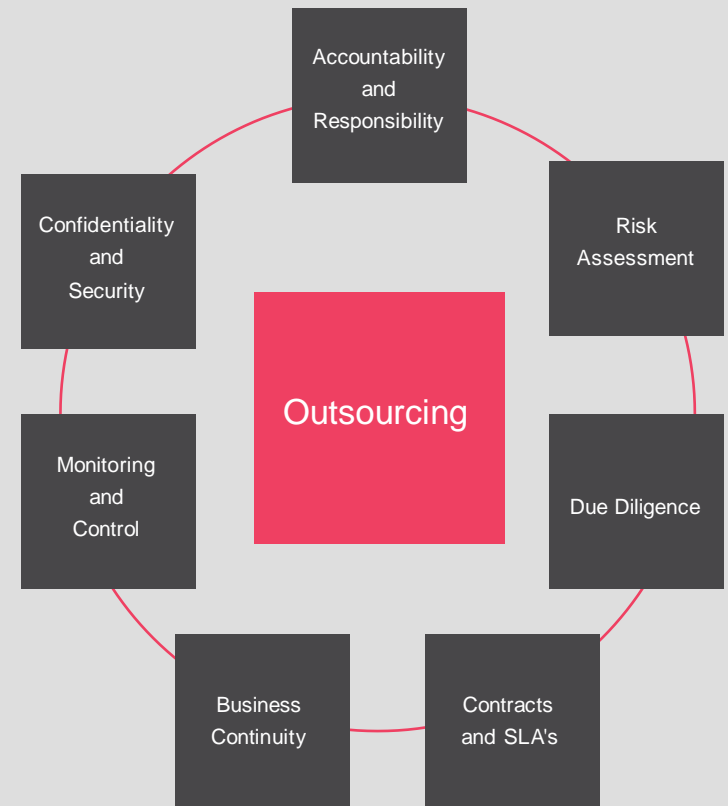 Accountability
and
Responsibility
Risk
Assessment
Due Diligence
Contracts
and SLA's
Business
Continuity
Monitoring
and
Control
Confidentiality
and
Security
Outsourcing